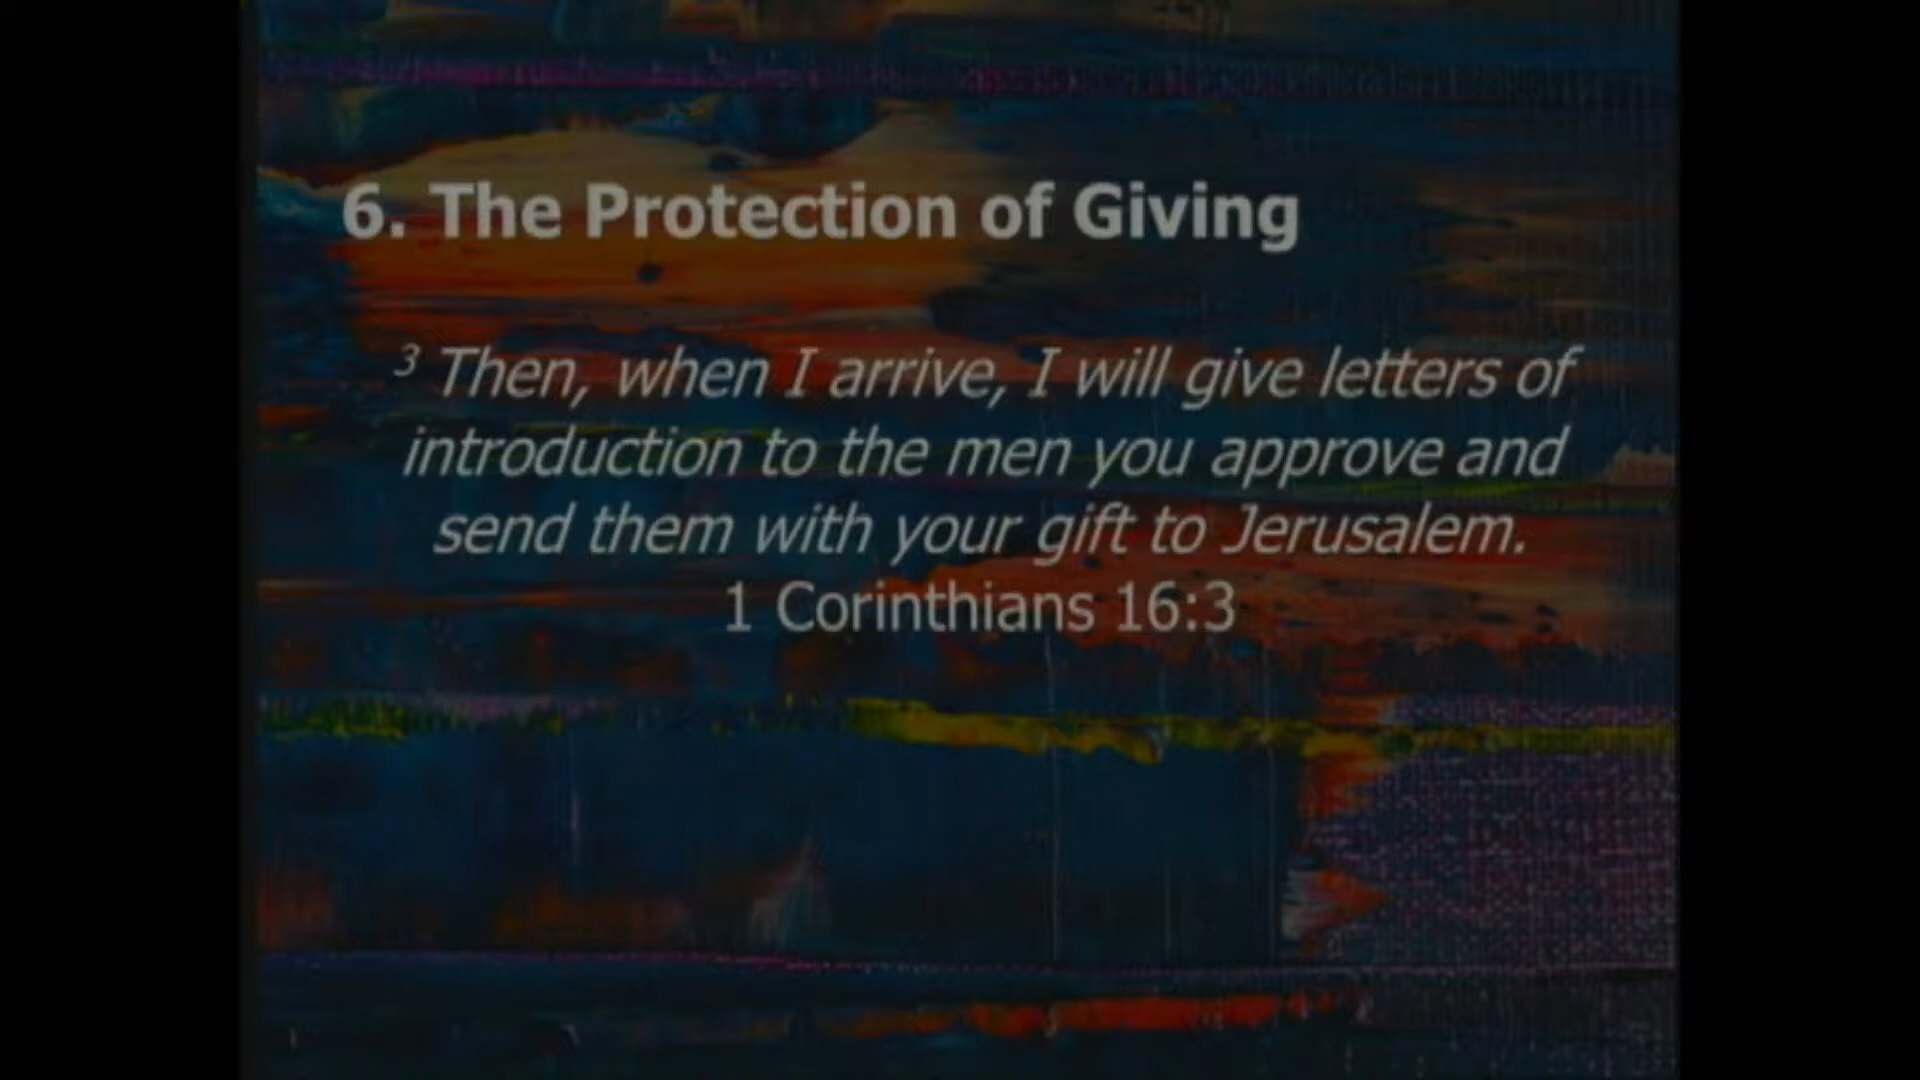 6. The Protection of Giving
3 Then, when I arrive, I will give letters of
introduction to the men you approve and
send them with your gift to Jerusalem.
1 Corinthians 16:3